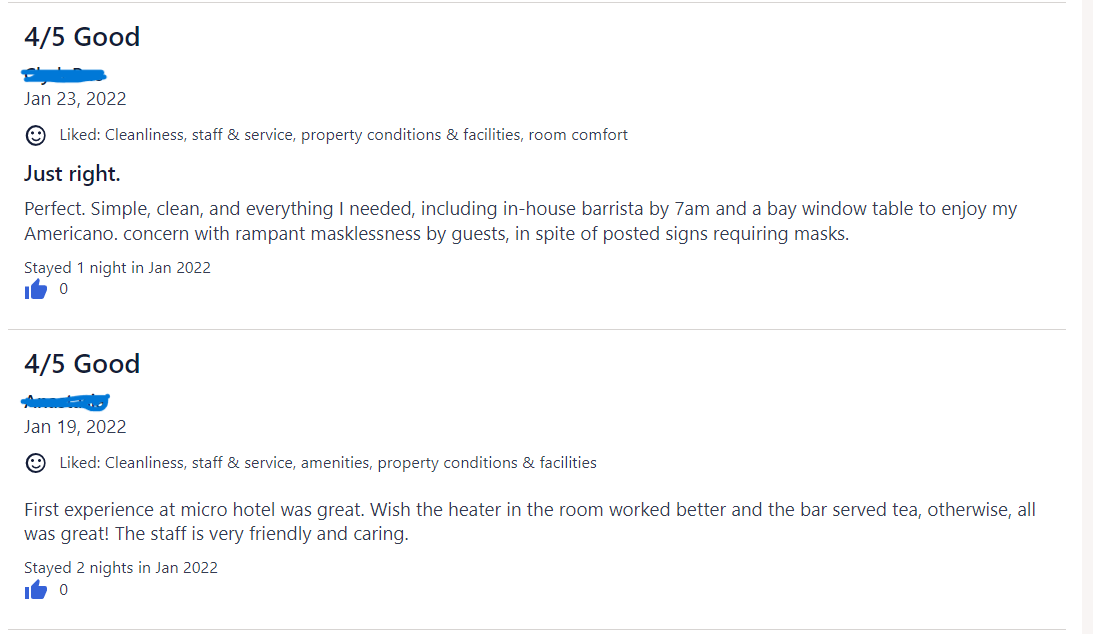 4/5 Good
Jan 23, 2022
Liked: Cleanliness, staff & service, property conditions & facilities, room comfort
Just right.
Perfect. Simple, clean, and everything I needed, including in-house barrista by 7am and a bay window table to enjoy my
Americano. concern with rampant masklessness by guests, in spite of posted signs requiring masks.
Stayed 1 night in Jan 2022
0
4/5 Good
Jan 19, 2022
Liked: Cleanliness, staff & service, amenities, property conditions & facilities
First experience at micro hotel was great. Wish the heater in the room worked better and the bar served tea, otherwise, all
was great! The staff is very friendly and caring.
Stayed 2 nights in Jan 2022
0